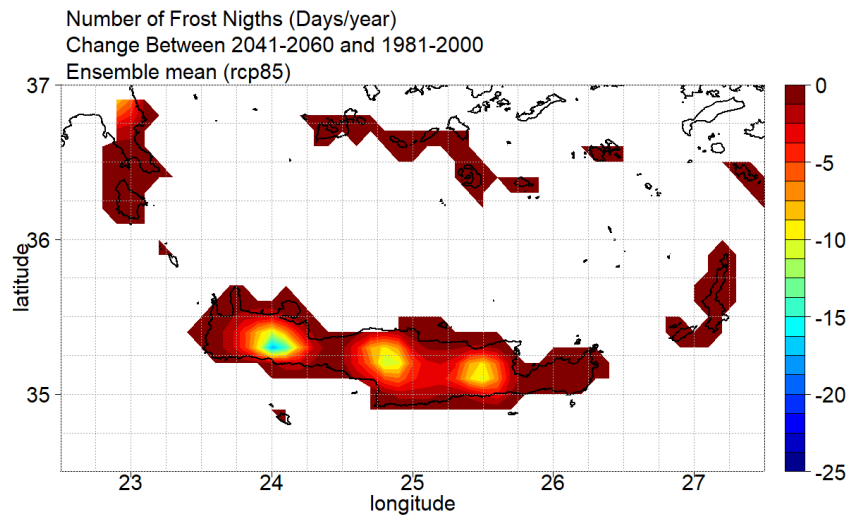 Number of Frost Nigths (Days/year)
Change Between 2041-2060 and 1981-2000
Ensemble mean (rcp85)
37
36
35
latitude
23
24
25
26
27
longitude
0
-5
-10
-15
-20
-25